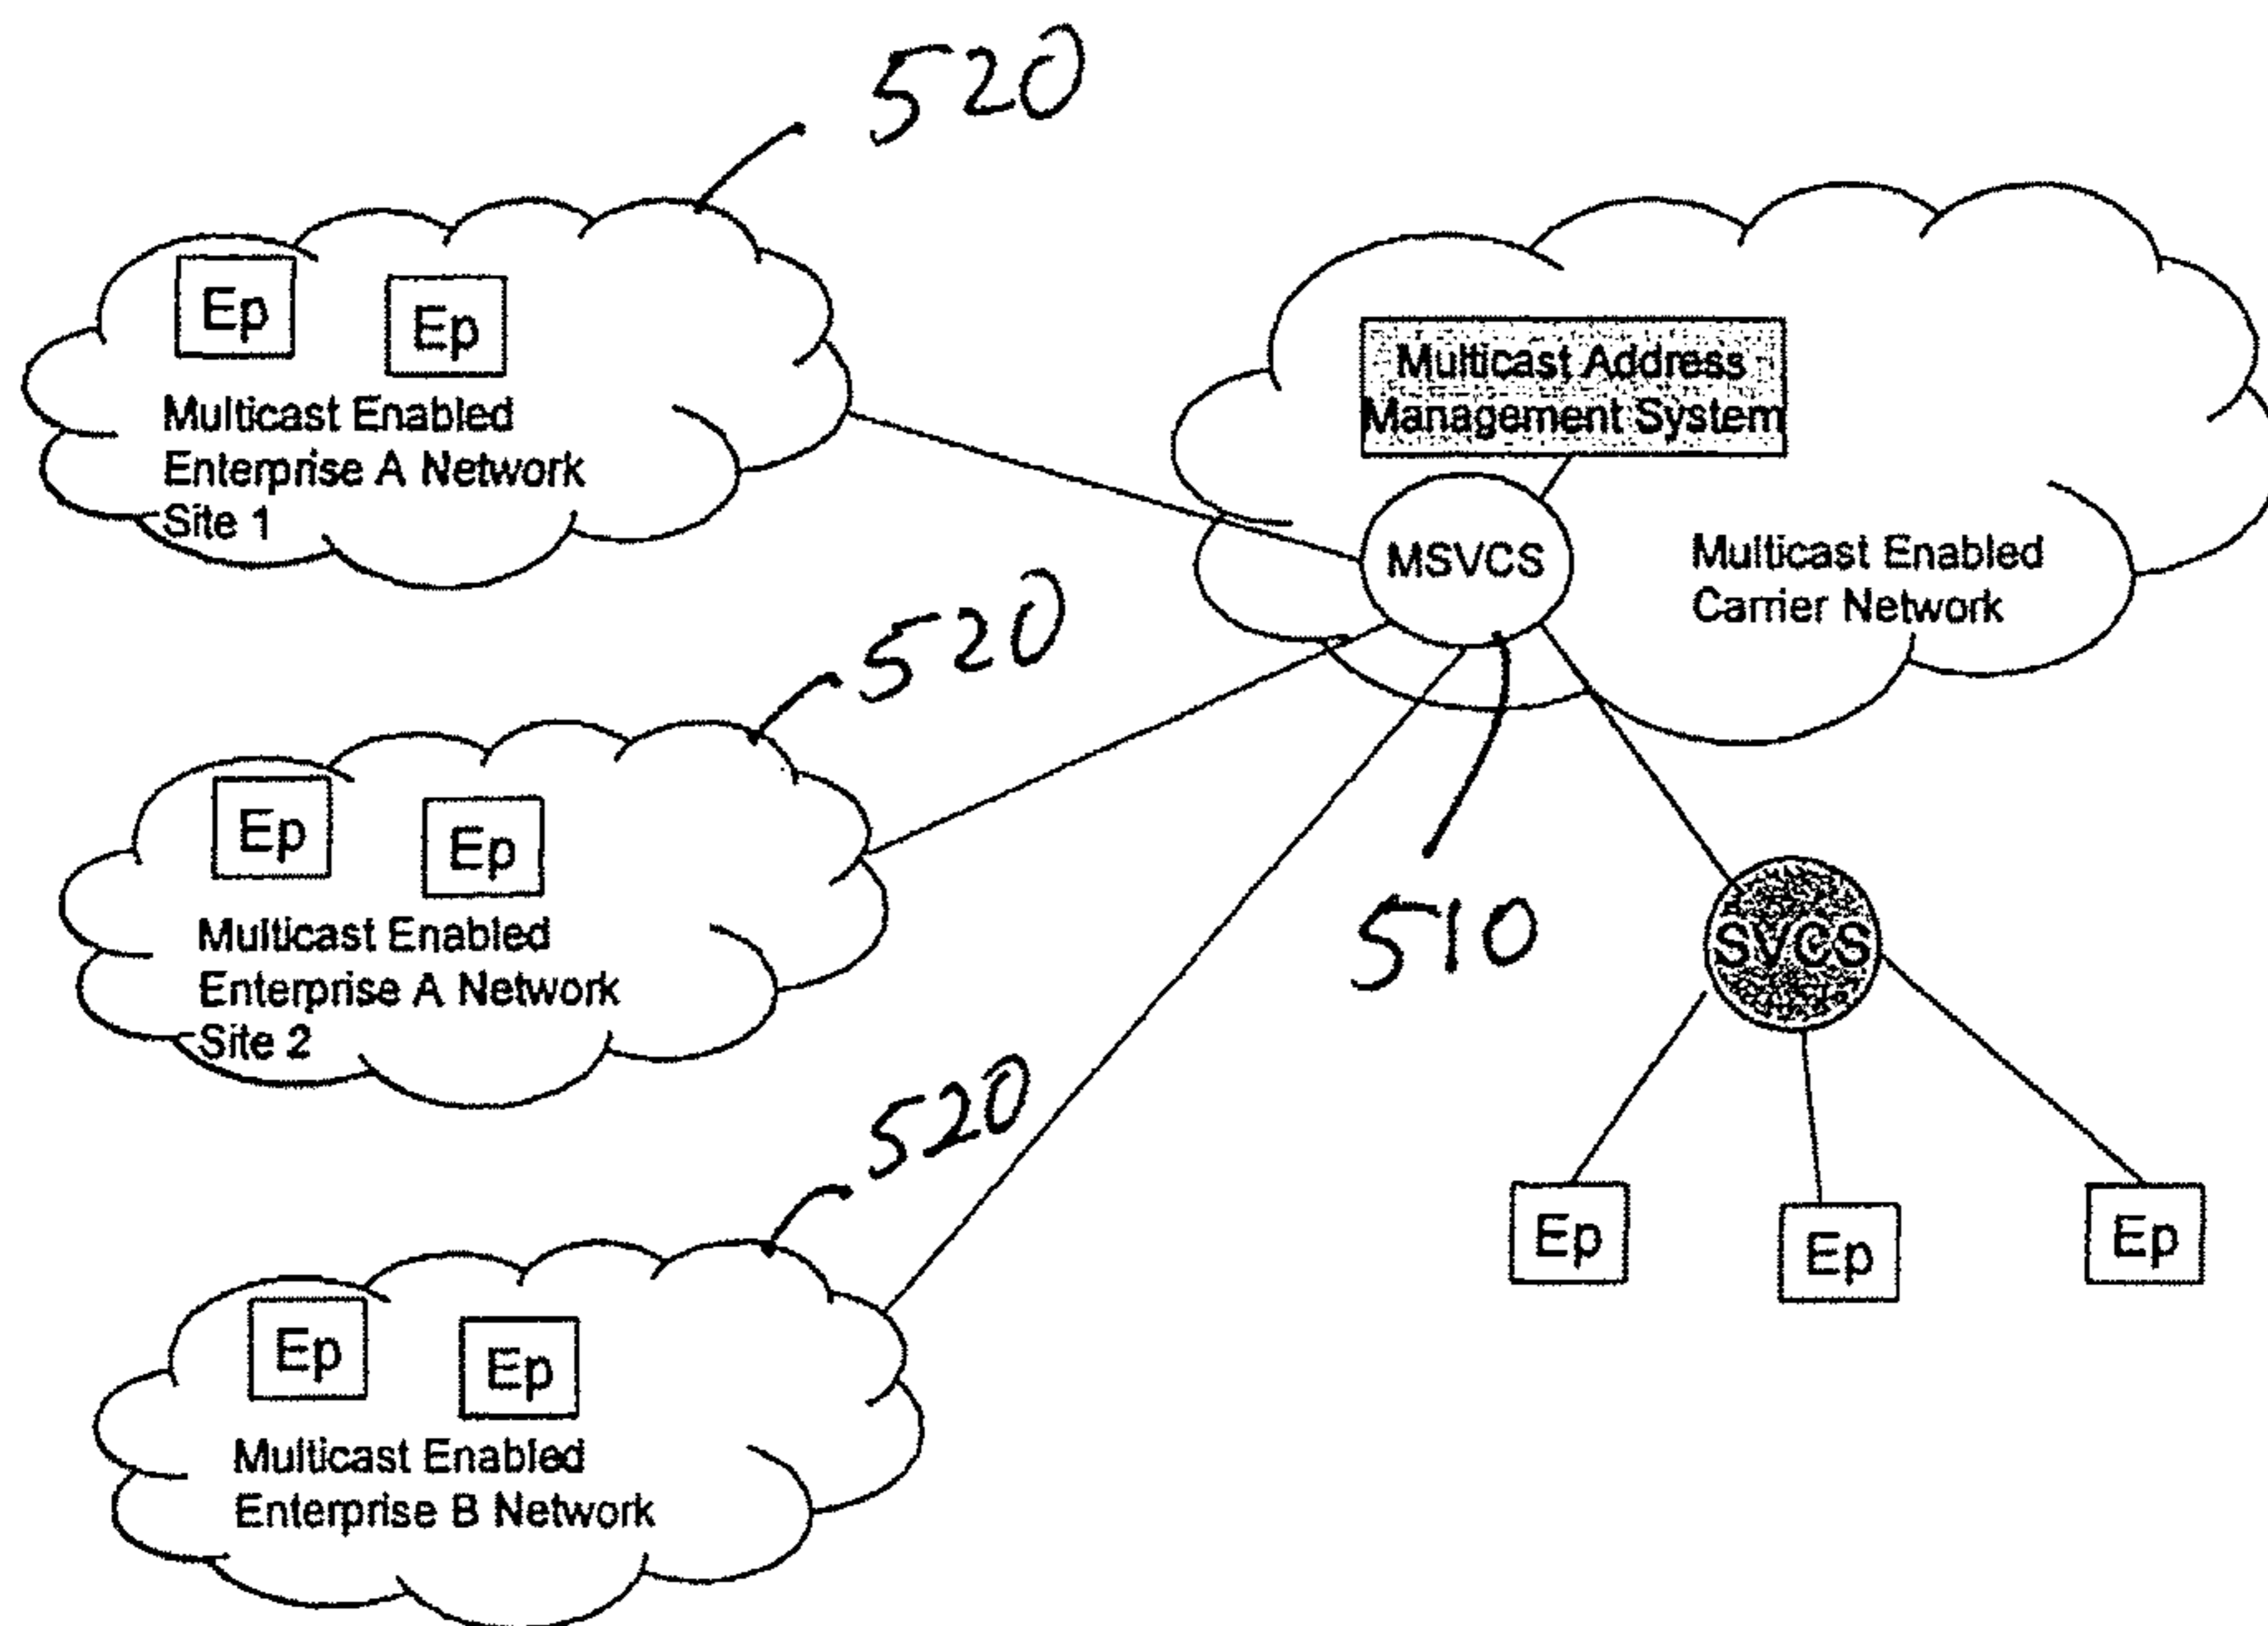 520
Ep
Ep
Multicast Enabled
Enterprise A Network
Site 1
Multicast Address
Management System
MSVCS
Multicast Enabled
Carrier Network
520
Ep
Ep
Multicast Enabled
Enterprise A Network
Site 2
510
SVCS
520
Ep
Ep
Multicast Enabled
Enterprise B Network
Ep
Ep
Ep